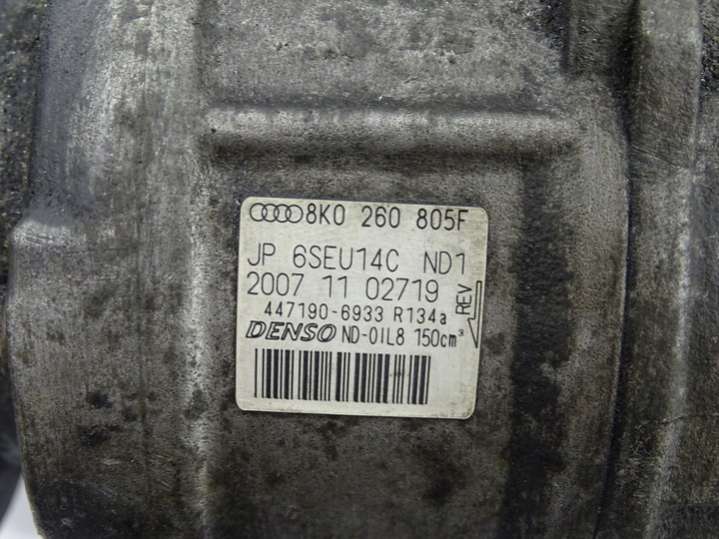 8K0 260 805F
JP 6SEU14C ND1
2007 11 02719
REV
447190-6933 R134a
DENSO ND-OIL8 150cm³